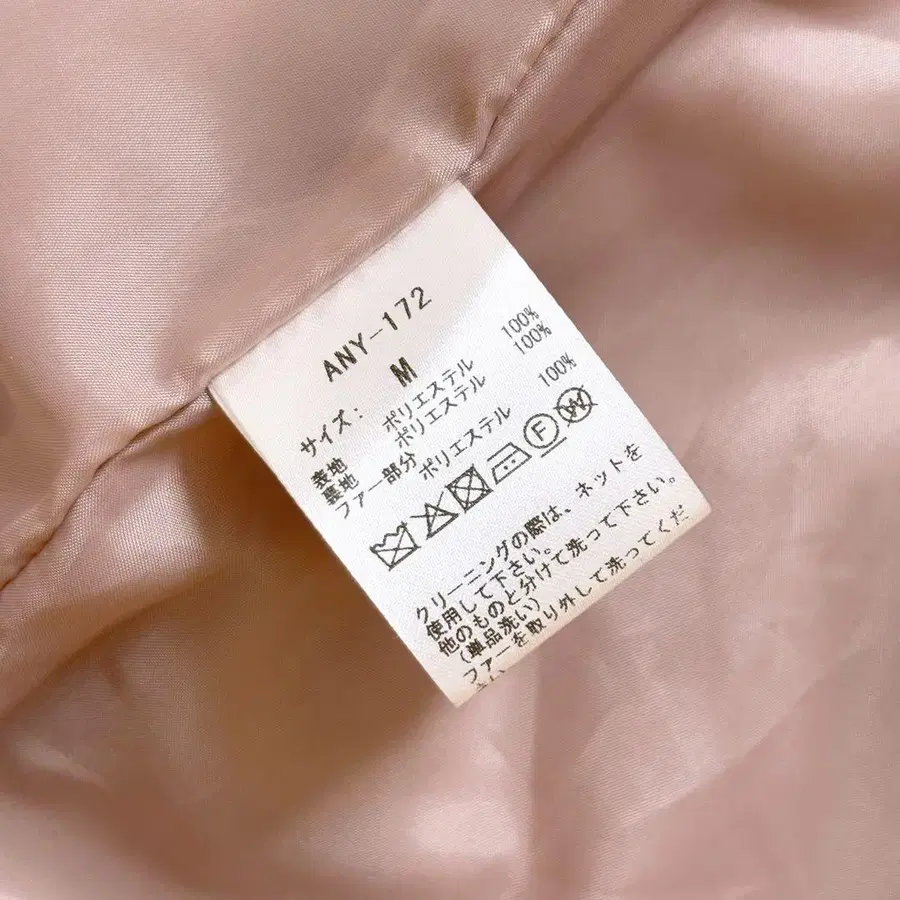 ANY-172
サイズ: M
表地 ポリエステル 100%
裏地 ポリエステル 100%
ファー部分 ポリエステル 100%
F W
クリーニングの際は、ネットを
使用して下さい。
他のものと分けて洗って下さい。
(単品洗い)
ファーを取り外して洗ってくだ
さい